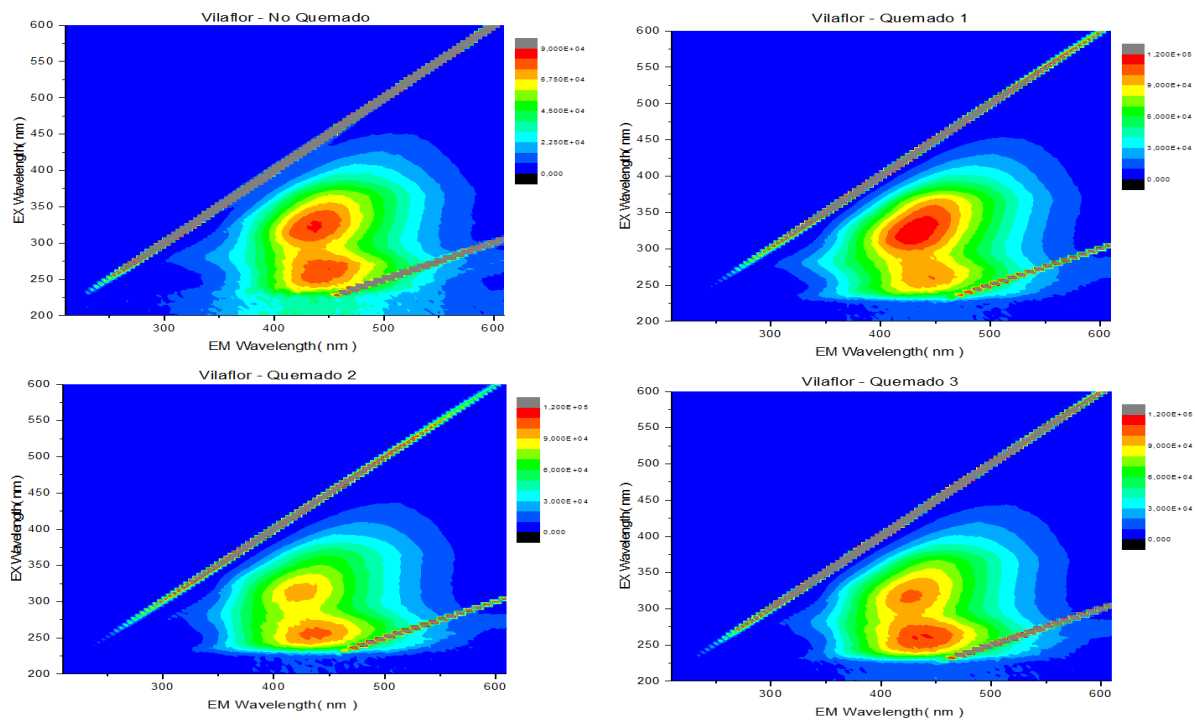 Vilaflor - No Quemado
600
500
450
400
350
300
250
200
300
400
500
600
EX Wavelength( nm )
EM Wavelength( nm )
9,000E+04
6,750E+04
4,500E+04
2,250E+04
0,000
Vilaflor - Quemado 1
600
550
500
450
400
350
300
250
200
300
400
500
600
EX Wavelength( nm )
EM Wavelength( nm )
1,200E+05
9,000E+04
6,000E+04
3,000E+04
0,000
Vilaflor - Quemado 2
600
550
500
450
400
350
300
250
200
300
400
500
600
EX Wavelength( nm )
EM Wavelength( nm )
1,200E+05
9,000E+04
6,000E+04
3,000E+04
0,000
Vilaflor - Quemado 3
600
550
500
450
400
350
300
250
200
300
400
500
600
EX Wavelength( nm )
EM Wavelength( nm )
1,200E+05
9,000E+04
6,000E+04
3,000E+04
0,000